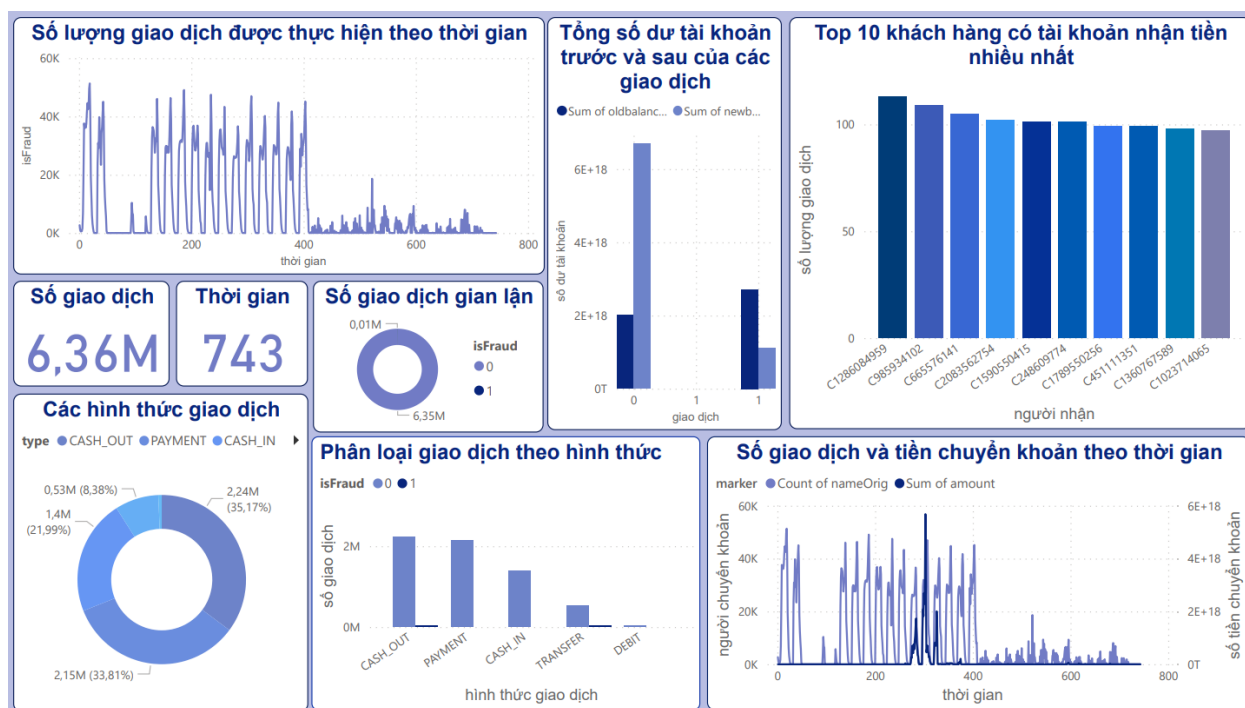 Số lượng giao dịch được thực hiện theo thời gian
60K
40K
20K
0K
isFraud
0
200
400
600
800
thời gian
Tổng số dư tài khoản
trước và sau của các
giao dịch
Sum of oldbalanc... Sum of newb...
6E+18
4E+18
2E+18
0T
số dư tài khoản
0
1
1
giao dịch
Top 10 khách hàng có tài khoản nhận tiền
nhiều nhất
100
50
0
số lượng giao dịch
C1286084959
C985934102
C665576141
C2083562754
C1590550415
C248609774
C1789550256
C451111351
C1360767589
C1023714065
người nhận
Số giao dịch
6,36M
Thời gian
743
Số giao dịch gian lận
0,01M
6,35M
isFraud
0
1
Các hình thức giao dịch
type CASH_OUT PAYMENT CASH_IN
0,53M (8,38%)
2,24M
(35,17%)
1,4M
(21,99%)
2,15M (33,81%)
Phân loại giao dịch theo hình thức
isFraud 0 1
2M
0M
số giao dịch
CASH_OUT
PAYMENT
CASH_IN
TRANSFER
DEBIT
hình thức giao dịch
Số giao dịch và tiền chuyển khoản theo thời gian
marker Count of nameOrig Sum of amount
60K
40K
20K
0K
người chuyển khoản
6E+18
4E+18
2E+18
0T
số tiền chuyển khoản
0
200
400
600
800
thời gian